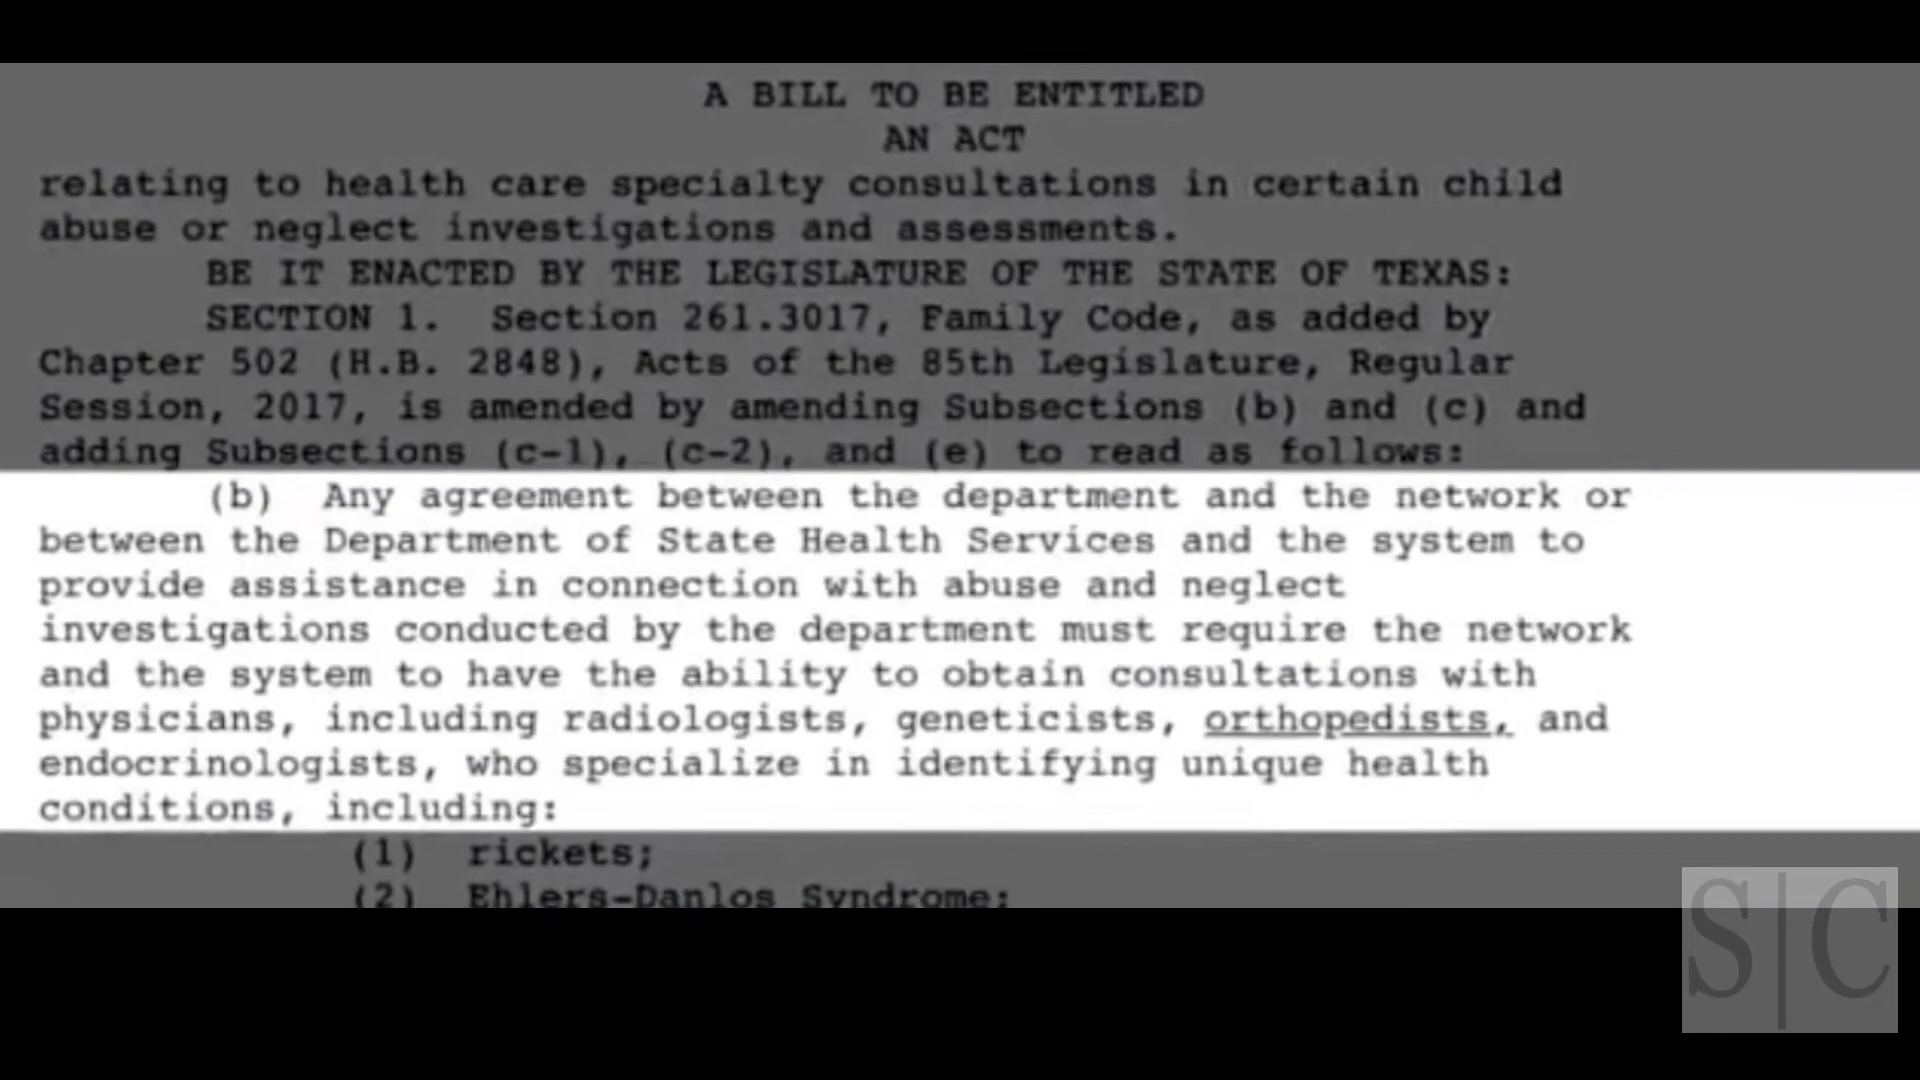 A BILL TO BE ENTITLED
AN ACT
relating to health care specialty consultations in certain child
abuse or neglect investigations and assessments.
BE IT ENACTED BY THE LEGISLATURE OF THE STATE OF TEXAS:
SECTION 1. Section 261.3017, Family Code, as added by
Chapter 502 (H.B. 2848), Acts of the 85th Legislature, Regular
Session, 2017, is amended by amending Subsections (b) and (c) and
adding Subsections (c-1), (c-2), and (e) to read as follows:
(b) Any agreement between the department and the network or
between the Department of State Health Services and the system to
provide assistance in connection with abuse and neglect
investigations conducted by the department must require the network
and the system to have the ability to obtain consultations with
physicians, including radiologists, geneticists, orthopedists, and
endocrinologists, who specialize in identifying unique health
conditions, including:
(1) rickets;
(2) Ehlers-Danlos Syndrome;
S|C